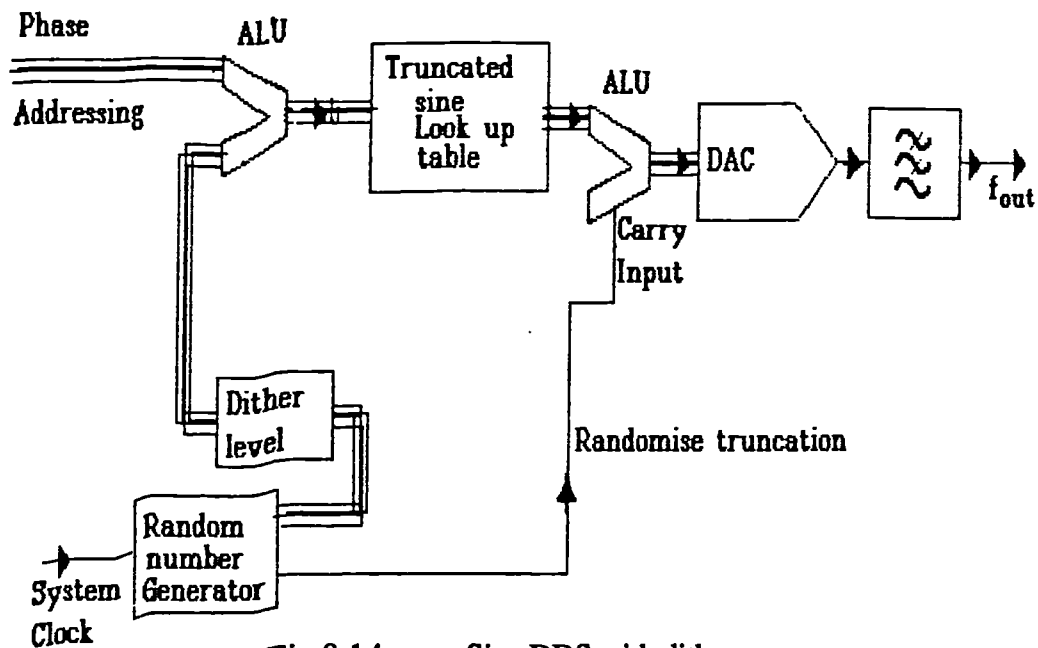 Phase
Addressing
ALU
Truncated
sine
Look up
table
ALU
Carry
Input
DAC
f_out
Dither
level
Randomise truncation
Random
number
Generator
System
Clock